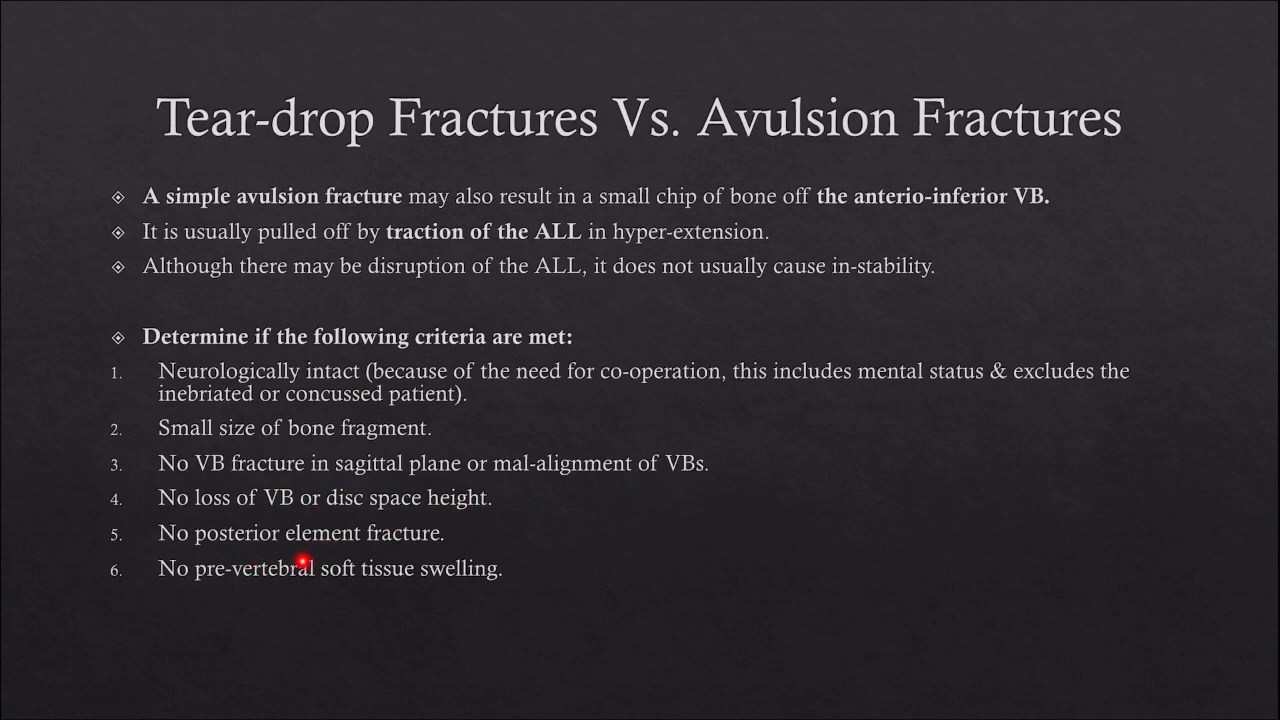 Tear-drop Fractures Vs. Avulsion Fractures
A simple avulsion fracture may also result in a small chip of bone off the anterio-inferior VB.
It is usually pulled off by traction of the ALL in hyper-extension.
Although there may be disruption of the ALL, it does not usually cause in-stability.
Determine if the following criteria are met:
1. Neurologically intact (because of the need for co-operation, this includes mental status & excludes the
inebriated or concussed patient).
2. Small size of bone fragment.
3. No VB fracture in sagittal plane or mal-alignment of VBs.
4. No loss of VB or disc space height.
5. No posterior element fracture.
6. No pre-vertebral soft tissue swelling.